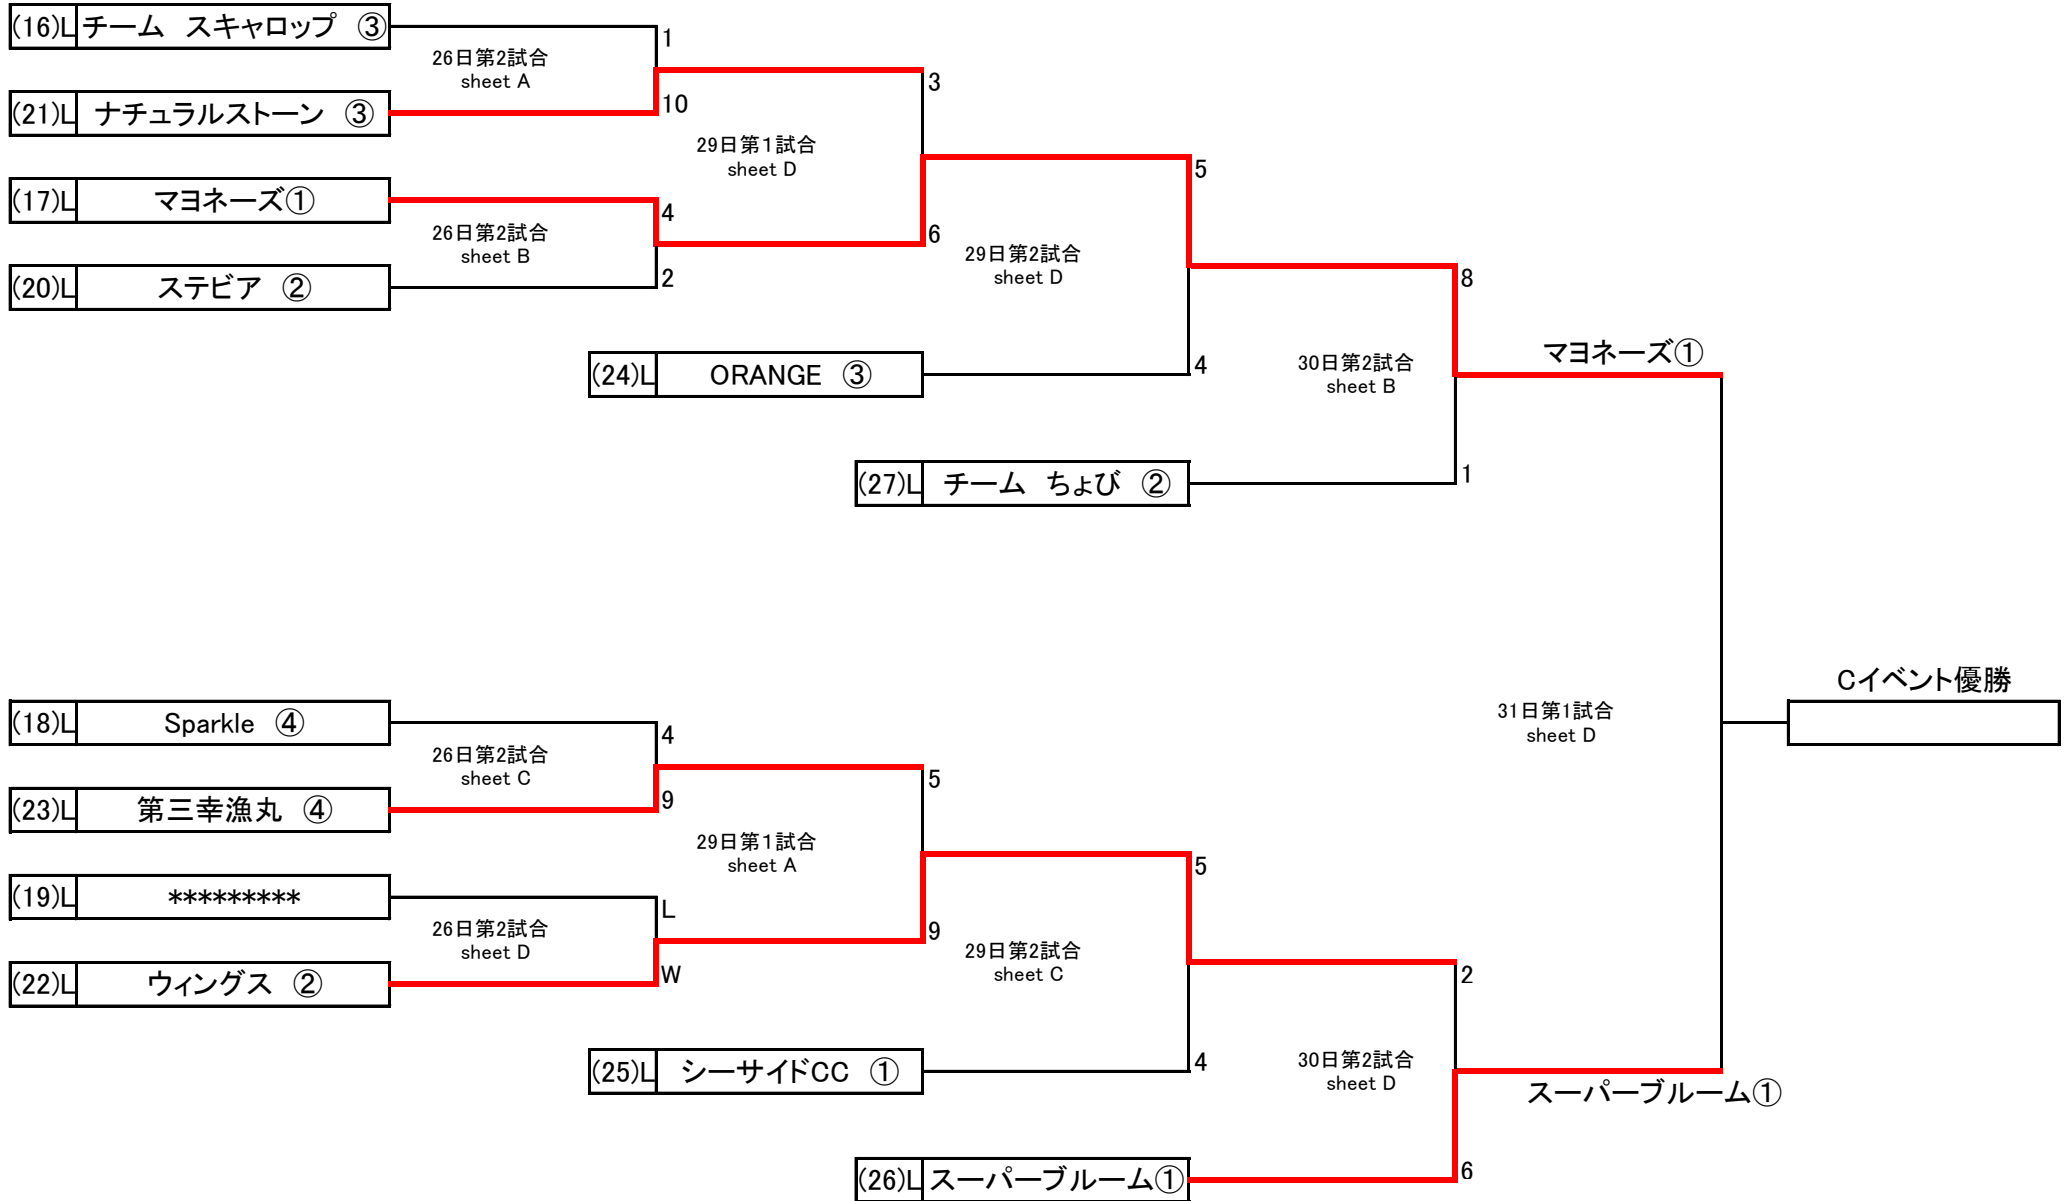 (16)L チーム　スキャロップ　③
1
26日第2試合
sheet A
3
(21)L ナチュラルストーン　③
10
29日第1試合
sheet D
5
(17)L マヨネーズ①
4
26日第2試合
sheet B
6
29日第2試合
sheet D
(20)L ステビア　②
2
8
マヨネーズ①
(24)L ORANGE　③
4
30日第2試合
sheet B
(27)L チーム　ちょび　②
1
Cイベント優勝
31日第1試合
sheet D
(18)L Sparkle　④
4
26日第2試合
sheet C
5
(23)L 第三幸漁丸　④
9
29日第1試合
sheet A
5
(19)L *********
L
26日第2試合
sheet D
9
29日第2試合
sheet C
(22)L ウィングス　②
W
2
(25)L シーサイドCC　①
4
30日第2試合
sheet D
スーパーブルーム①
(26)L スーパーブルーム①
6